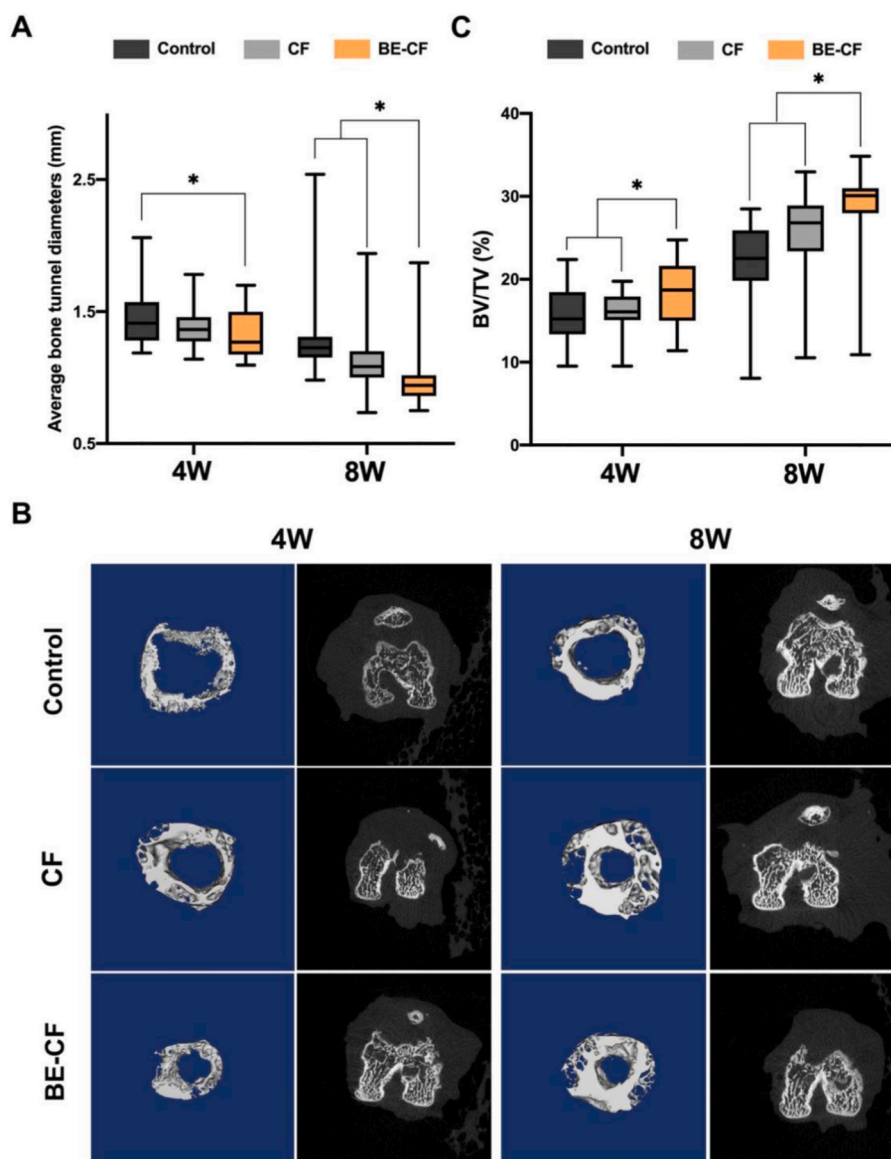 A
Control CF BE-CF
Average bone tunnel diameters (mm)
2.5
1.5
0.5
*
*
4W 8W
C
Control CF BE-CF
BV/TV (%)
40
30
20
10
0
*
*
4W 8W
B
4W 8W
Control
CF
BE-CF